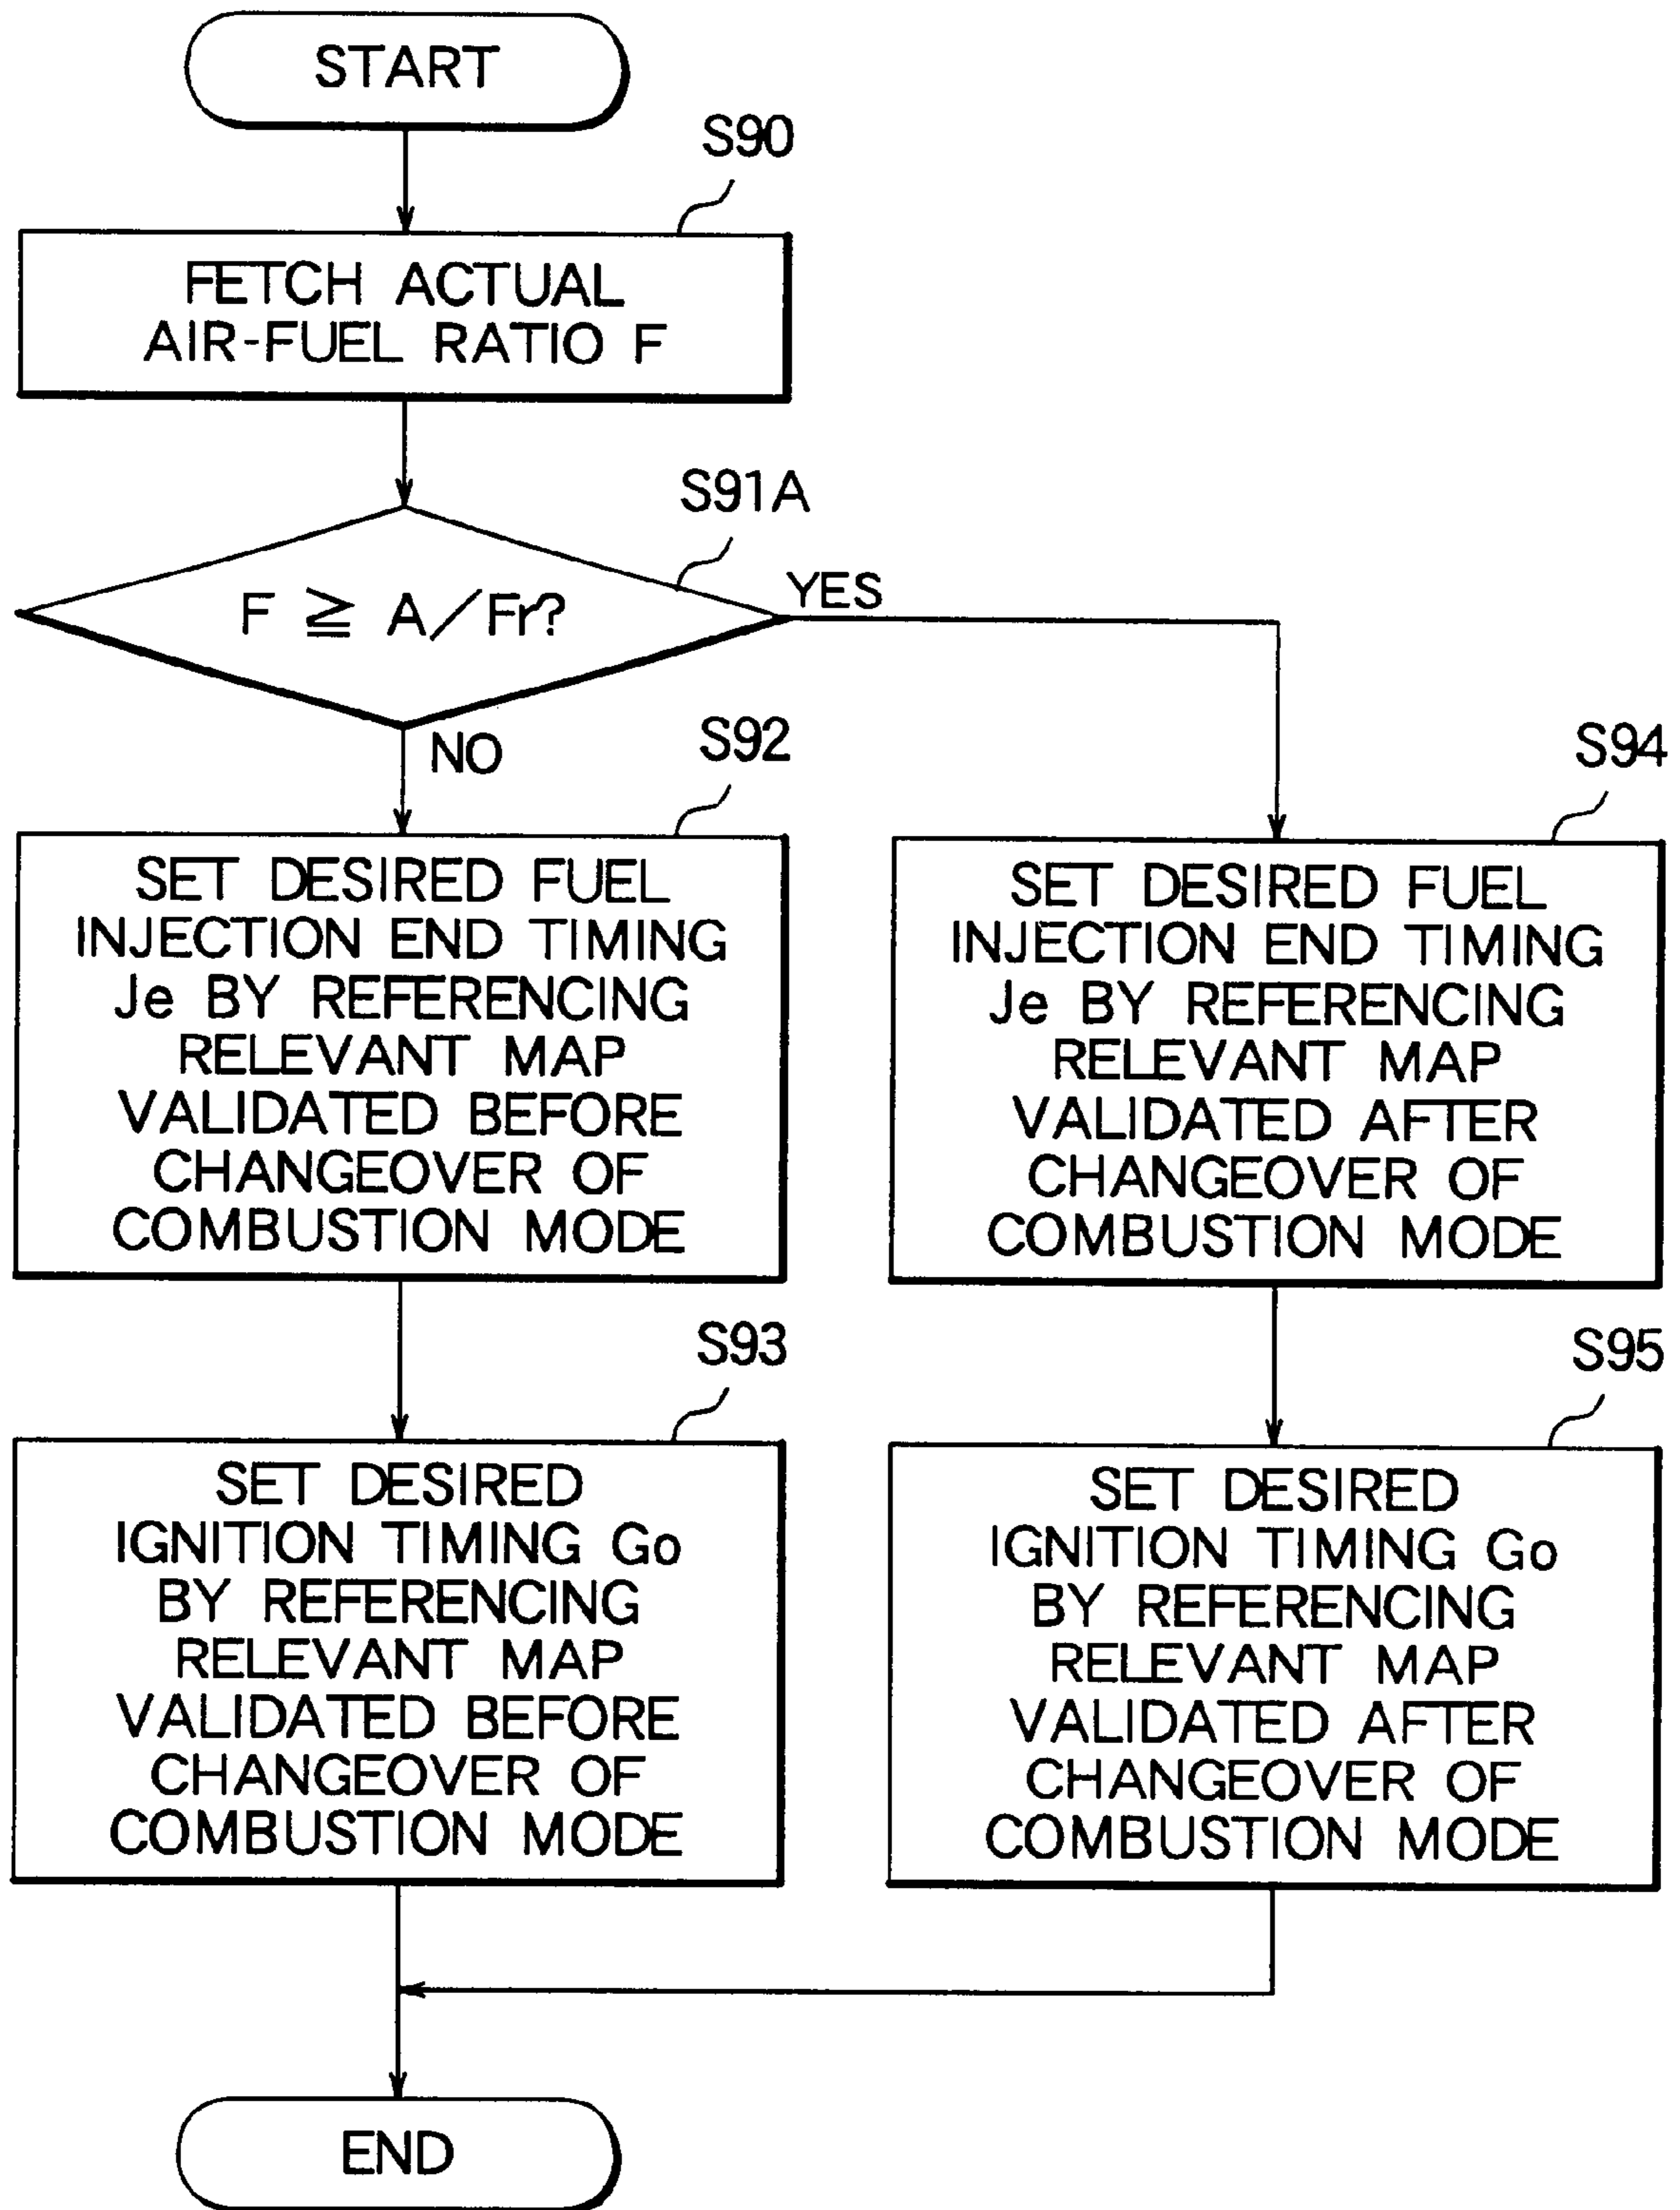 START
S90
FETCH ACTUAL
AIR-FUEL RATIO F
S91A
F ≧ A/Fr?
YES
NO
S92
SET DESIRED FUEL
INJECTION END TIMING
Je BY REFERENCING
RELEVANT MAP
VALIDATED BEFORE
CHANGEOVER OF
COMBUSTION MODE
S94
SET DESIRED FUEL
INJECTION END TIMING
Je BY REFERENCING
RELEVANT MAP
VALIDATED AFTER
CHANGEOVER OF
COMBUSTION MODE
S93
SET DESIRED
IGNITION TIMING Go
BY REFERENCING
RELEVANT MAP
VALIDATED BEFORE
CHANGEOVER OF
COMBUSTION MODE
S95
SET DESIRED
IGNITION TIMING Go
BY REFERENCING
RELEVANT MAP
VALIDATED AFTER
CHANGEOVER OF
COMBUSTION MODE
END